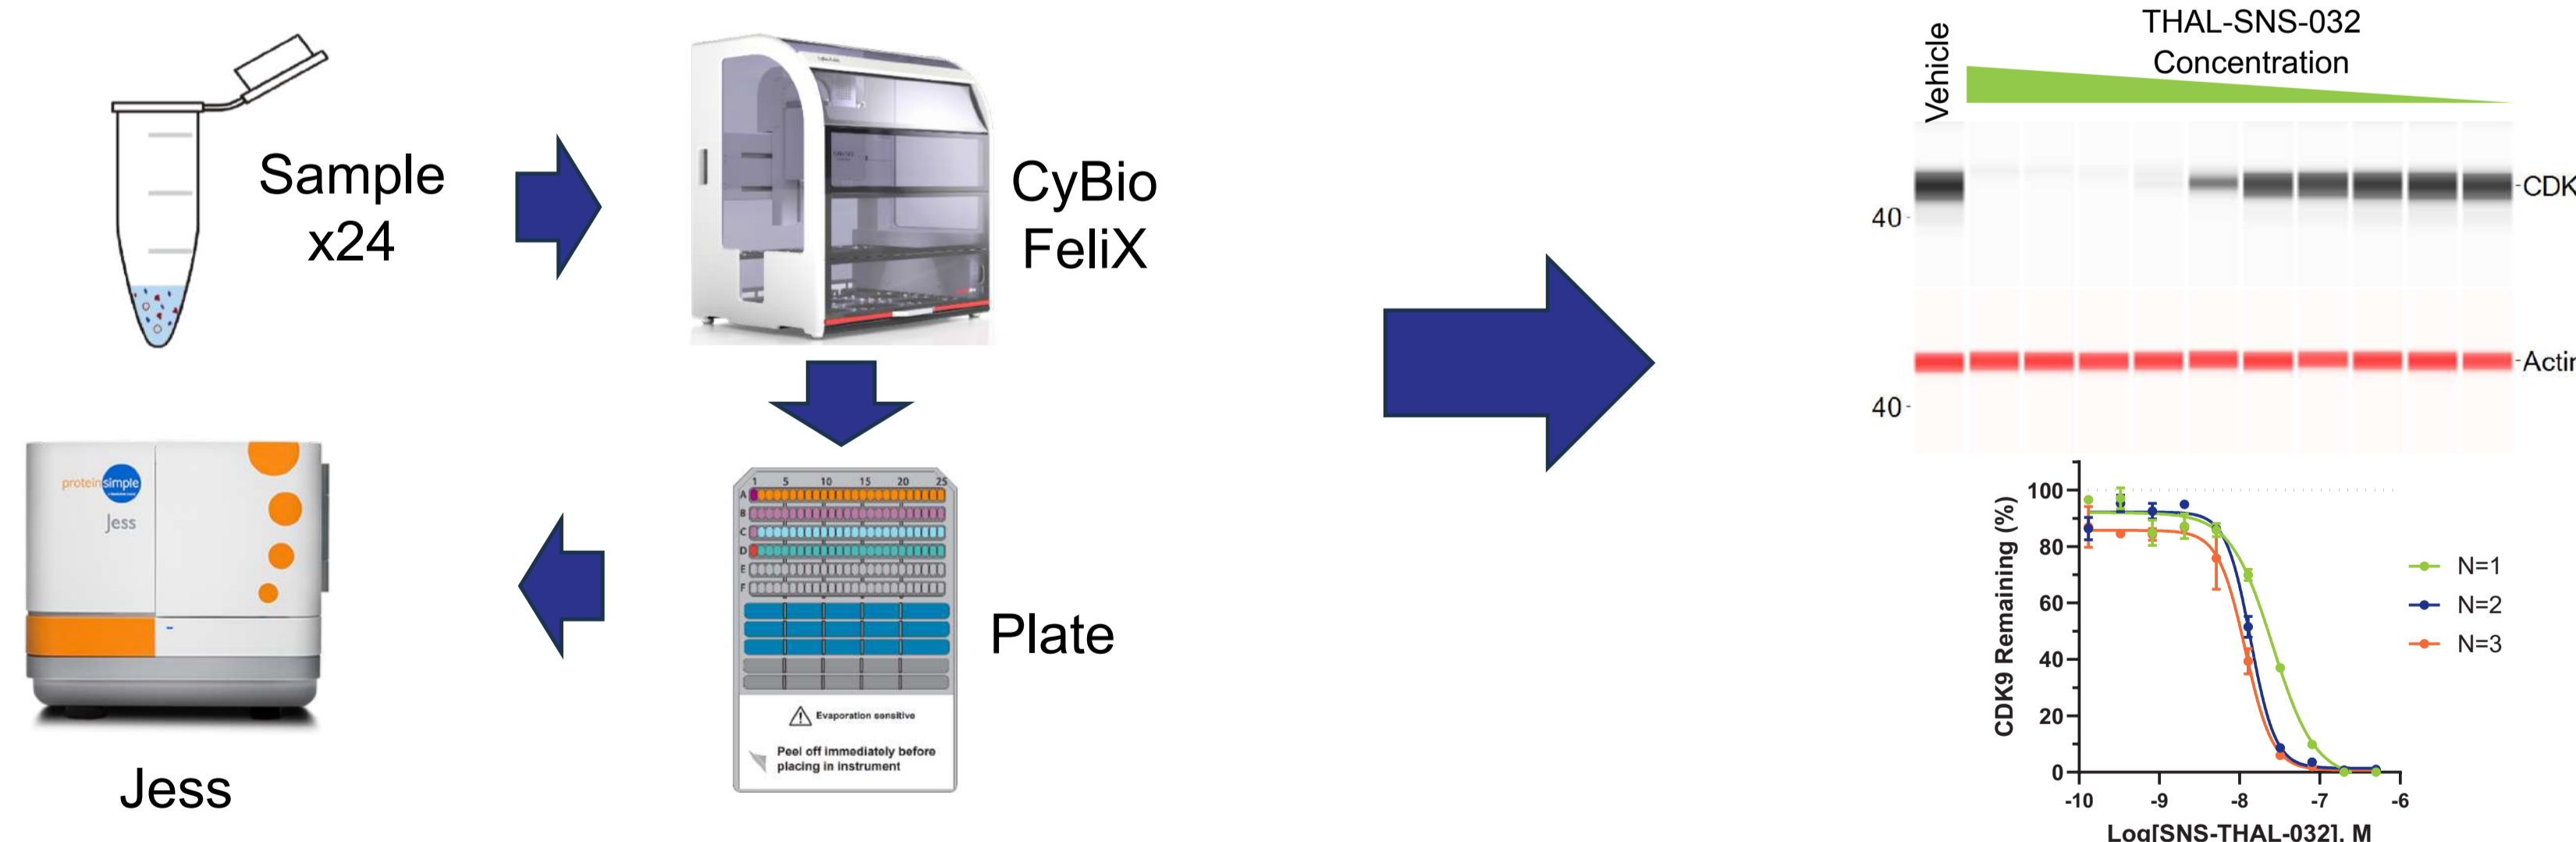 Sample
x24
CyBio
FeliX
proteinsimple
Jess
Jess
1 5 10 15 20 25
A
B
C
D
E
F
Evaporation sensitive
Peel off immediately before
placing in instrument
Plate
Vehicle
THAL-SNS-032
Concentration
-CDK
40-
-Actin
40-
CDK9 Remaining (%)
100
80
60
40
20
0
-10 -9 -8 -7 -6
Log[SNS-THAL-032], M
N=1
N=2
N=3